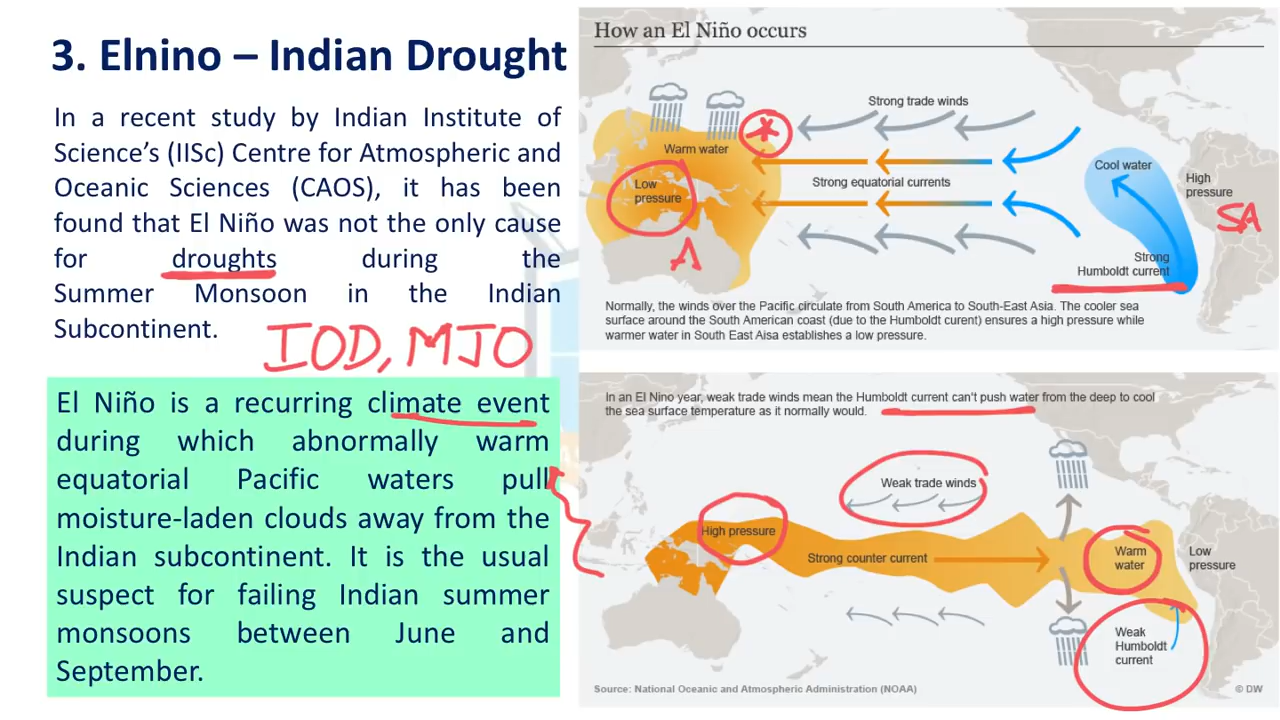 3. Elnino – Indian Drought
In a recent study by Indian Institute of
Science's (IISc) Centre for Atmospheric and
Oceanic Sciences (CAOS), it has been
found that El Niño was not the only cause
for droughts during the
Summer Monsoon in the Indian
Subcontinent.
IOD, MJO
El Niño is a recurring climate event
during which abnormally warm
equatorial Pacific waters pull
moisture-laden clouds away from the
Indian subcontinent. It is the usual
suspect for failing Indian summer
monsoons between June and
September.
How an El Niño occurs
Strong trade winds
Warm water
Cool water
Low
pressure
Strong equatorial currents
High
pressure
SA
A
Strong
Humboldt current
Normally, the winds over the Pacific circulate from South America to South-East Asia. The cooler sea
surface around the South American coast (due to the Humboldt curent) ensures a high pressure while
warmer water in South East Aisa establishes a low pressure.
In an El Nino year, weak trade winds mean the Humboldt current can't push water from the deep to cool
the sea surface temperature as it normally would.
Weak trade winds
High pressure
Strong counter current
Warm
water
Low
pressure
Weak
Humboldt
current
Source: National Oceanic and Atmospheric Administration (NOAA)
© DW